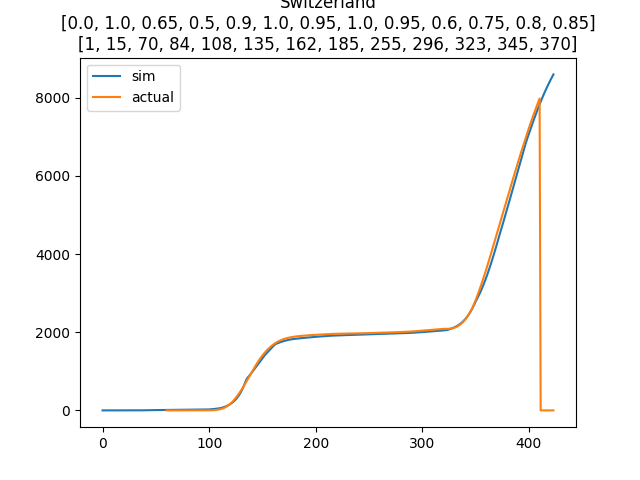 Switzerland
[0.0, 1.0, 0.65, 0.5, 0.9, 1.0, 0.95, 1.0, 0.95, 0.6, 0.75, 0.8, 0.85]
[1, 15, 70, 84, 108, 135, 162, 185, 255, 296, 323, 345, 370]
sim
actual
8000
6000
4000
2000
0
0 100 200 300 400